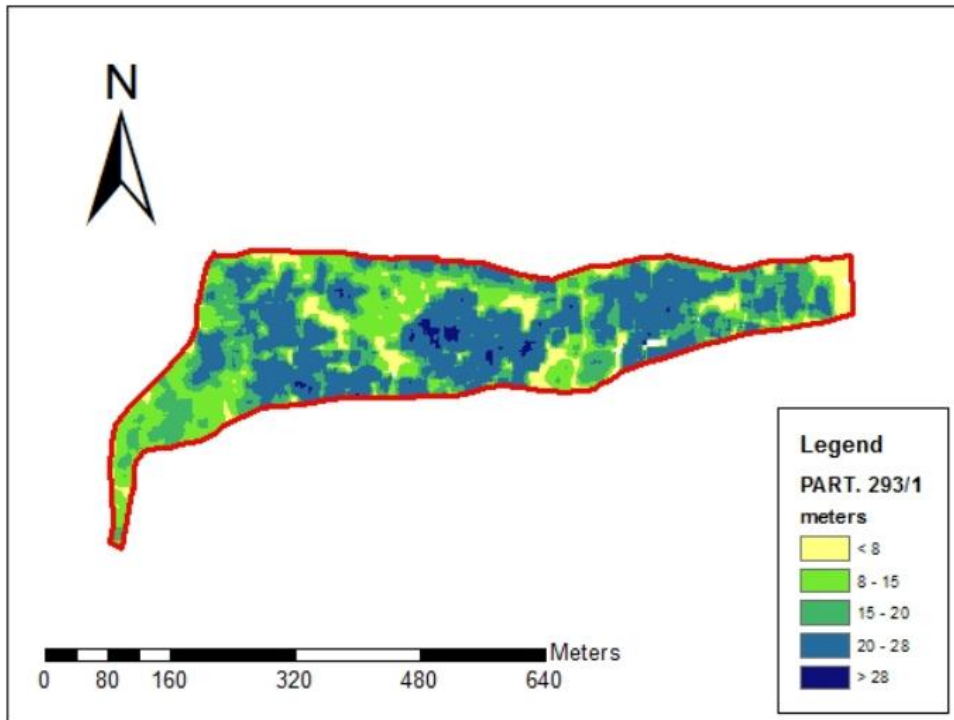 N
Legend
PART. 293/1
meters
< 8
8 - 15
15 - 20
20 - 28
> 28
Meters
0 80 160 320 480 640